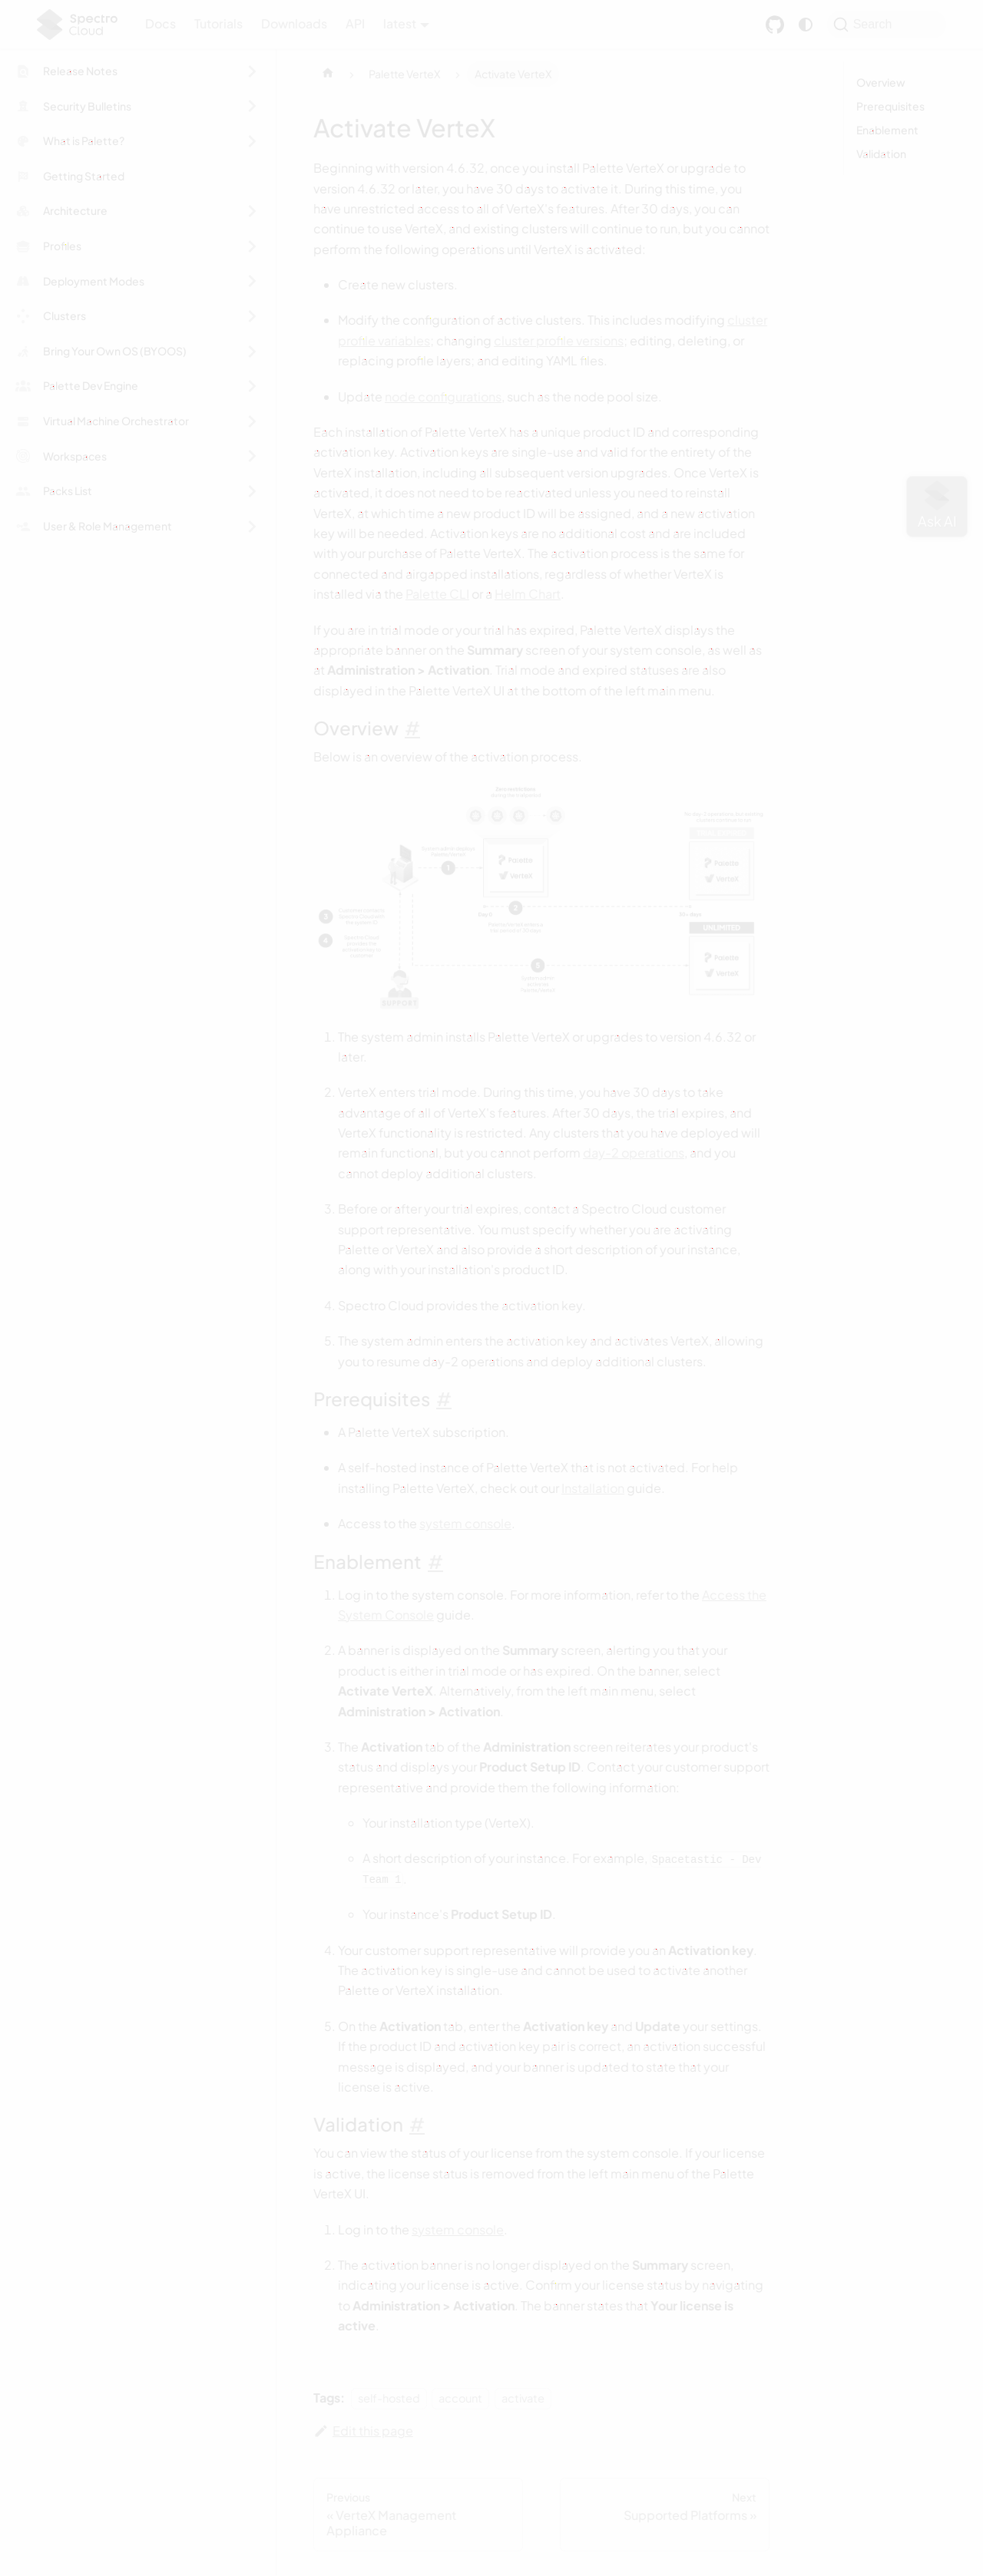 Spectro Cloud
Docs Tutorials Downloads API latest
Search
Release Notes
Security Bulletins
What is Palette?
Getting Started
Architecture
Profiles
Deployment Modes
Clusters
Bring Your Own OS (BYOOS)
Palette Dev Engine
Virtual Machine Orchestrator
Workspaces
Packs List
User & Role Management
Palette VerteX
Activate VerteX
Activate VerteX
Beginning with version 4.6.32, once you install Palette VerteX or upgrade to
version 4.6.32 or later, you have 30 days to activate it. During this time, you
have unrestricted access to all of VerteX's features. After 30 days, you can
continue to use VerteX, and existing clusters will continue to run, but you cannot
perform the following operations until VerteX is activated:
Create new clusters.
Modify the configuration of active clusters. This includes modifying cluster
profile variables; changing cluster profile versions; editing, deleting, or
replacing profile layers; and editing YAML files.
Update node configurations, such as the node pool size.
Each installation of Palette VerteX has a unique product ID and corresponding
activation key. Activation keys are single-use and valid for the entirety of the
VerteX installation, including all subsequent version upgrades. Once VerteX is
activated, it does not need to be reactivated unless you need to reinstall
VerteX, at which time a new product ID will be assigned, and a new activation
key will be needed. Activation keys are no additional cost and are included
with your purchase of Palette VerteX. The activation process is the same for
connected and airgapped installations, regardless of whether VerteX is
installed via the Palette CLI or a Helm Chart.
If you are in trial mode or your trial has expired, Palette VerteX displays the
appropriate banner on the Summary screen of your system console, as well as
at Administration > Activation. Trial mode and expired statuses are also
displayed in the Palette VerteX UI at the bottom of the left main menu.
Overview #
Below is an overview of the activation process.
1
Palette
VerteX
2
3
4
5
UNLIMITED
Palette
VerteX
Palette
VerteX
SUPPORT
1. The system admin installs Palette VerteX or upgrades to version 4.6.32 or
later.
2. VerteX enters trial mode. During this time, you have 30 days to take
advantage of all of VerteX's features. After 30 days, the trial expires, and
VerteX functionality is restricted. Any clusters that you have deployed will
remain functional, but you cannot perform day-2 operations, and you
cannot deploy additional clusters.
3. Before or after your trial expires, contact a Spectro Cloud customer
support representative. You must specify whether you are activating
Palette or VerteX and also provide a short description of your instance,
along with your installation's product ID.
4. Spectro Cloud provides the activation key.
5. The system admin enters the activation key and activates VerteX, allowing
you to resume day-2 operations and deploy additional clusters.
Prerequisites #
A Palette VerteX subscription.
A self-hosted instance of Palette VerteX that is not activated. For help
installing Palette VerteX, check out our Installation guide.
Access to the system console.
Enablement #
1. Log in to the system console. For more information, refer to the Access the
System Console guide.
2. A banner is displayed on the Summary screen, alerting you that your
product is either in trial mode or has expired. On the banner, select
Activate VerteX. Alternatively, from the left main menu, select
Administration > Activation.
3. The Activation tab of the Administration screen reiterates your product's
status and displays your Product Setup ID. Contact your customer support
representative and provide them the following information:
Your installation type (VerteX).
A short description of your instance. For example, Spacetastic - Dev
Team 1.
Your instance's Product Setup ID.
4. Your customer support representative will provide you an Activation key.
The activation key is single-use and cannot be used to activate another
Palette or VerteX installation.
5. On the Activation tab, enter the Activation key and Update your settings.
If the product ID and activation key pair is correct, an activation successful
message is displayed, and your banner is updated to state that your
license is active.
Validation #
You can view the status of your license from the system console. If your license
is active, the license status is removed from the left main menu of the Palette
VerteX UI.
1. Log in to the system console.
2. The activation banner is no longer displayed on the Summary screen,
indicating your license is active. Confirm your license status by navigating
to Administration > Activation. The banner states that Your license is
active.
Tags: self-hosted account activate
Edit this page
Previous
« VerteX Management
Appliance
Next
Supported Platforms »
Overview
Prerequisites
Enablement
Validation
Ask AI